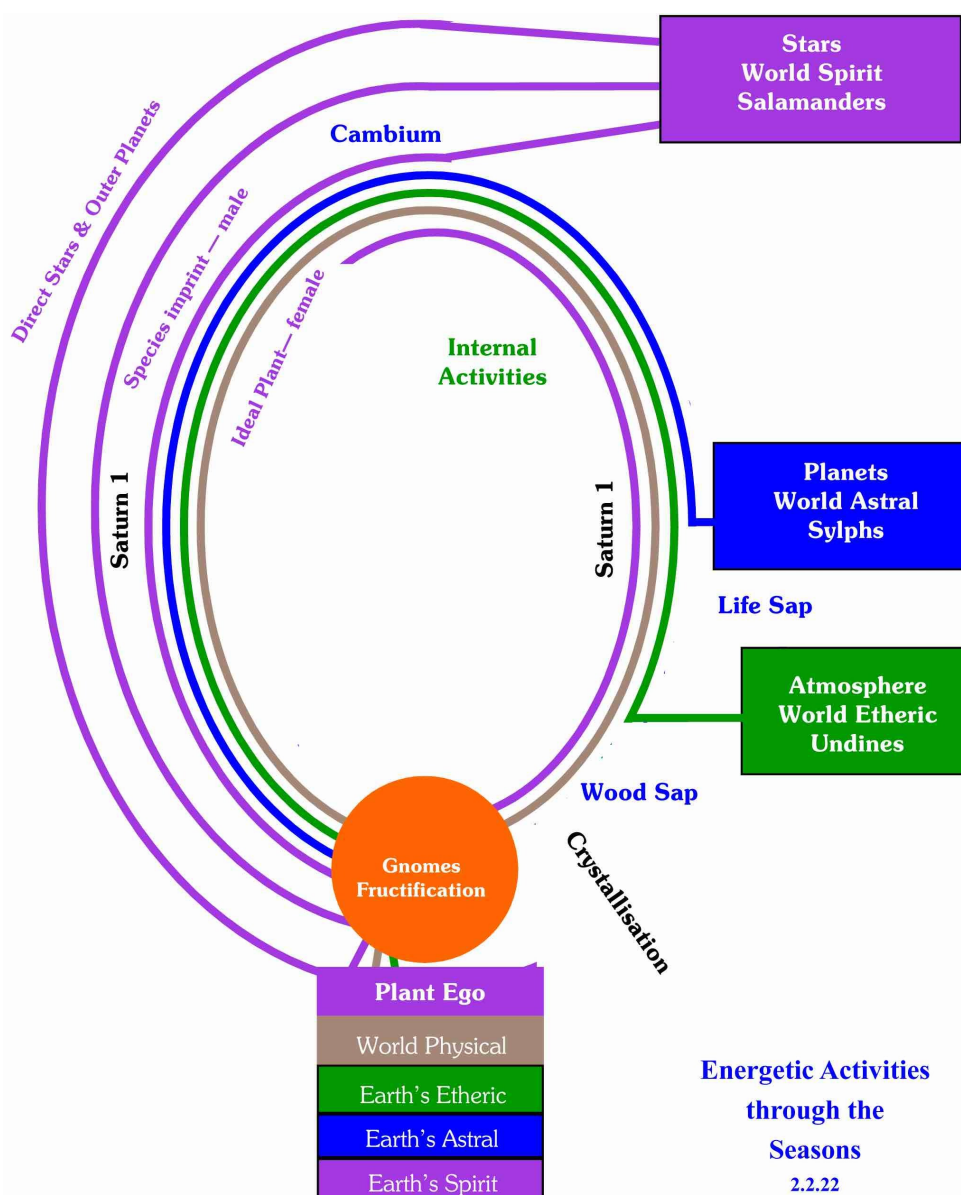 Stars
World Spirit
Salamanders
Cambium
Direct Stars & Outer Planets
Species imprint — male
Ideal Plant— female
Internal
Activities
Saturn 1
Saturn 1
Planets
World Astral
Sylphs
Life Sap
Atmosphere
World Etheric
Undines
Wood Sap
Crystallisation
Gnomes
Fructification
Plant Ego
World Physical
Earth's Etheric
Earth's Astral
Earth's Spirit
Energetic Activities
through the
Seasons
2.2.22